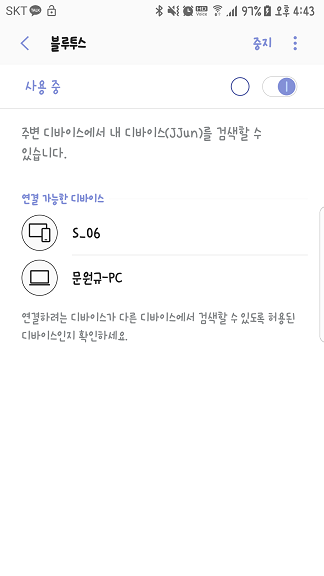 SKT 97% 오후 4:43
블루투스 중지
사용 중
주변 디바이스에서 내 디바이스(JJun)를 검색할 수
있습니다.
연결 가능한 디바이스
S_06
문원규-PC
연결하려는 디바이스가 다른 디바이스에서 검색할 수 있도록 허용된
디바이스인지 확인하세요.